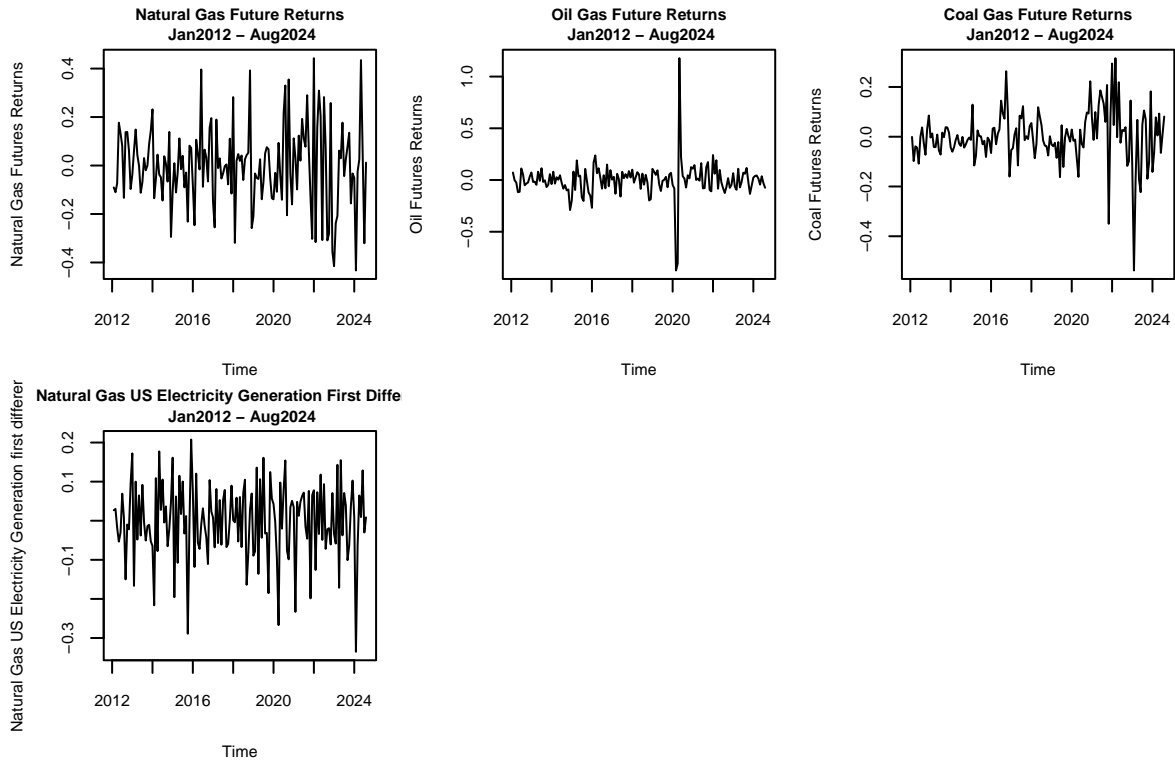 Natural Gas Future Returns
Jan2012 − Aug2024
Natural Gas Futures Returns
0.4
0.2
0.0
−0.2
−0.4
2012
2016
2020
2024
Time
Oil Gas Future Returns
Jan2012 − Aug2024
Oil Futures Returns
1.0
0.5
0.0
−0.5
2012
2016
2020
2024
Time
Coal Gas Future Returns
Jan2012 − Aug2024
Coal Futures Returns
0.2
0.0
−0.4
2012
2016
2020
2024
Time
Natural Gas US Electricity Generation First Differ
Jan2012 − Aug2024
Natural Gas US Electricity Generation first differer
0.2
0.1
−0.1
−0.3
2012
2016
2020
2024
Time